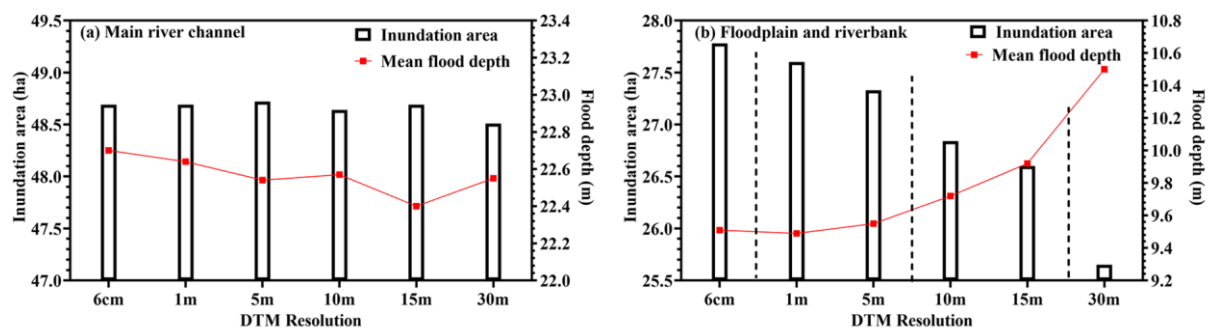 (a) Main river channel
Inundation area
Mean flood depth
49.5
49.0
48.5
48.0
47.5
47.0
Inundation area (ha)
23.4
23.2
23.0
22.8
22.6
22.4
22.2
22.0
Flood depth (m)
6cm 1m 5m 10m 15m 30m
DTM Resolution
(b) Floodplain and riverbank
Inundation area
Mean flood depth
28.0
27.5
27.0
26.5
26.0
25.5
Inundation area (ha)
10.8
10.6
10.4
10.2
10.0
9.8
9.6
9.4
9.2
Flood depth (m)
6cm 1m 5m 10m 15m 30m
DTM Resolution